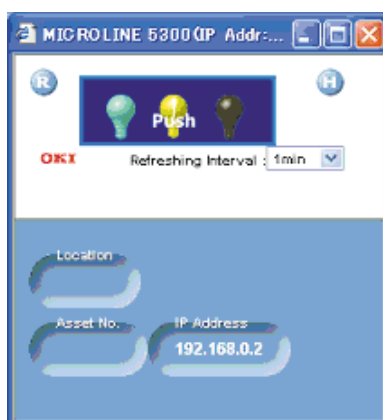 MICROLINE 5300(IP Addr:...
R
H
Push
OKI
Refreshing Interval : 1min
Location
Asset No.
IP Address
192.168.0.2